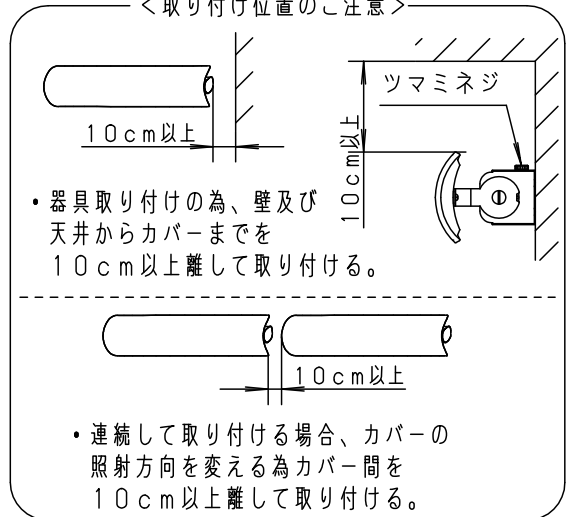 <取り付け位置のご注意>
ツマミネジ
10cm以上
10cm以上
・器具取り付けの為、壁及び
天井からカバーまでを
10cm以上離して取り付ける。
10cm以上
・連続して取り付ける場合、カバーの
照射方向を変える為カバー間を
10cm以上離して取り付ける。